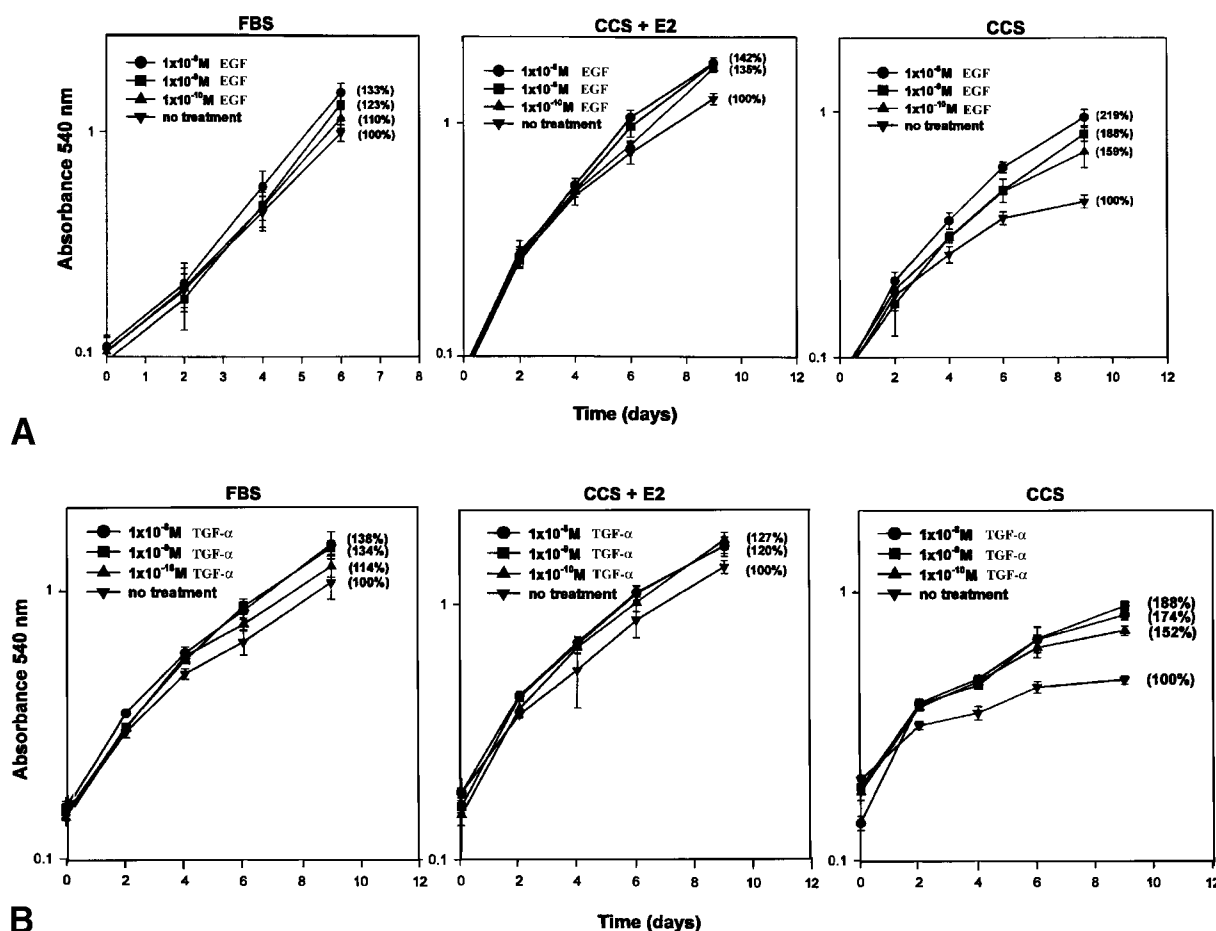 FBS
CCS + E2
CCS
1x10⁻⁸M EGF
1x10⁻⁹M EGF
1x10⁻¹⁰M EGF
no treatment
(133%)
(123%)
(110%)
(100%)
1x10⁻⁸M EGF
1x10⁻⁹M EGF
1x10⁻¹⁰M EGF
no treatment
(142%)
(135%)
(100%)
1x10⁻⁸M EGF
1x10⁻⁹M EGF
1x10⁻¹⁰M EGF
no treatment
(219%)
(188%)
(159%)
(100%)
Absorbance 540 nm
1
0.1
1
0.1
1
0.1
0 1 2 3 4 5 6 7 8
0 2 4 6 8 10 12
0 2 4 6 8 10 12
Time (days)
A
FBS
CCS + E2
CCS
1x10⁻⁸M TGF-α
1x10⁻⁹M TGF-α
1x10⁻¹⁰M TGF-α
no treatment
(138%)
(134%)
(114%)
(100%)
1x10⁻⁸M TGF-α
1x10⁻⁹M TGF-α
1x10⁻¹⁰M TGF-α
no treatment
(127%)
(120%)
(100%)
1x10⁻⁸M TGF-α
1x10⁻⁹M TGF-α
1x10⁻¹⁰M TGF-α
no treatment
(188%)
(174%)
(152%)
(100%)
Absorbance 540 nm
1
0.1
1
0.1
1
0.1
0 2 4 6 8 10 12
0 2 4 6 8 10 12
0 2 4 6 8 10 12
Time (days)
B